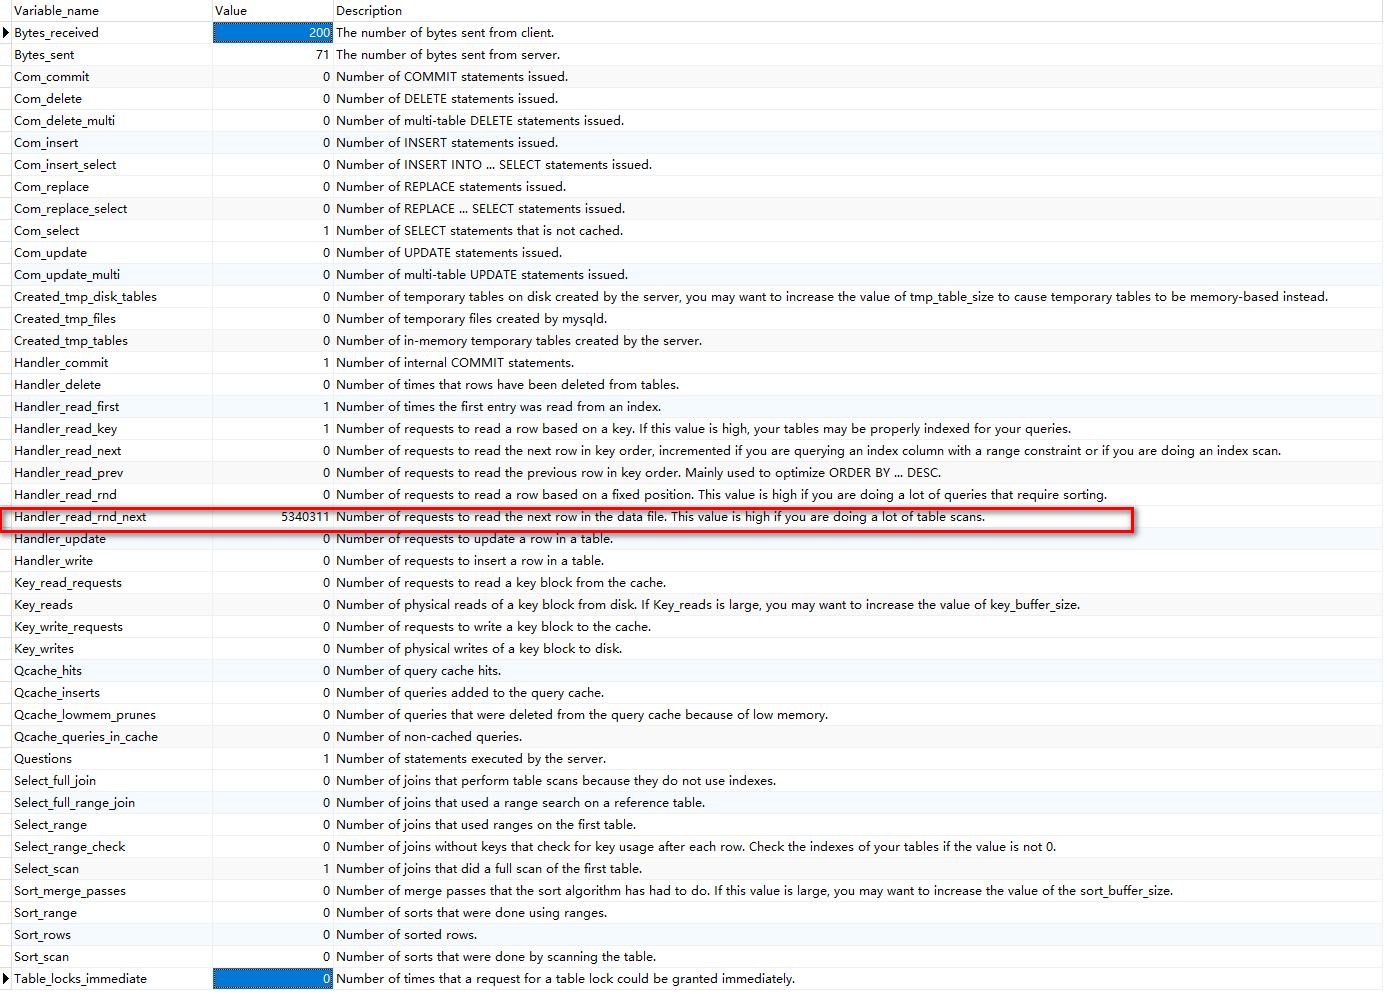 Variable_name Value Description
Bytes_received 200 The number of bytes sent from client.
Bytes_sent 71 The number of bytes sent from server.
Com_commit 0 Number of COMMIT statements issued.
Com_delete 0 Number of DELETE statements issued.
Com_delete_multi 0 Number of multi-table DELETE statements issued.
Com_insert 0 Number of INSERT statements issued.
Com_insert_select 0 Number of INSERT INTO ... SELECT statements issued.
Com_replace 0 Number of REPLACE statements issued.
Com_replace_select 0 Number of REPLACE ... SELECT statements issued.
Com_select 1 Number of SELECT statements that is not cached.
Com_update 0 Number of UPDATE statements issued.
Com_update_multi 0 Number of multi-table UPDATE statements issued.
Created_tmp_disk_tables 0 Number of temporary tables on disk created by the server, you may want to increase the value of tmp_table_size to cause temporary tables to be memory-based instead.
Created_tmp_files 0 Number of temporary files created by mysqld.
Created_tmp_tables 0 Number of in-memory temporary tables created by the server.
Handler_commit 1 Number of internal COMMIT statements.
Handler_delete 0 Number of times that rows have been deleted from tables.
Handler_read_first 1 Number of times the first entry was read from an index.
Handler_read_key 1 Number of requests to read a row based on a key. If this value is high, your tables may be properly indexed for your queries.
Handler_read_next 0 Number of requests to read the next row in key order, incremented if you are querying an index column with a range constraint or if you are doing an index scan.
Handler_read_prev 0 Number of requests to read the previous row in key order. Mainly used to optimize ORDER BY ... DESC.
Handler_read_rnd 0 Number of requests to read a row based on a fixed position. This value is high if you are doing a lot of queries that require sorting.
Handler_read_rnd_next 5340311 Number of requests to read the next row in the data file. This value is high if you are doing a lot of table scans.
Handler_update 0 Number of requests to update a row in a table.
Handler_write 0 Number of requests to insert a row in a table.
Key_read_requests 0 Number of requests to read a key block from the cache.
Key_reads 0 Number of physical reads of a key block from disk. If Key_reads is large, you may want to increase the value of key_buffer_size.
Key_write_requests 0 Number of requests to write a key block to the cache.
Key_writes 0 Number of physical writes of a key block to disk.
Qcache_hits 0 Number of query cache hits.
Qcache_inserts 0 Number of queries added to the query cache.
Qcache_lowmem_prunes 0 Number of queries that were deleted from the query cache because of low memory.
Qcache_queries_in_cache 0 Number of non-cached queries.
Questions 1 Number of statements executed by the server.
Select_full_join 0 Number of joins that perform table scans because they do not use indexes.
Select_full_range_join 0 Number of joins that used a range search on a reference table.
Select_range 0 Number of joins that used ranges on the first table.
Select_range_check 0 Number of joins without keys that check for key usage after each row. Check the indexes of your tables if the value is not 0.
Select_scan 1 Number of joins that did a full scan of the first table.
Sort_merge_passes 0 Number of merge passes that the sort algorithm has had to do. If this value is large, you may want to increase the value of the sort_buffer_size.
Sort_range 0 Number of sorts that were done using ranges.
Sort_rows 0 Number of sorted rows.
Sort_scan 0 Number of sorts that were done by scanning the table.
Table_locks_immediate 0 Number of times that a request for a table lock could be granted immediately.